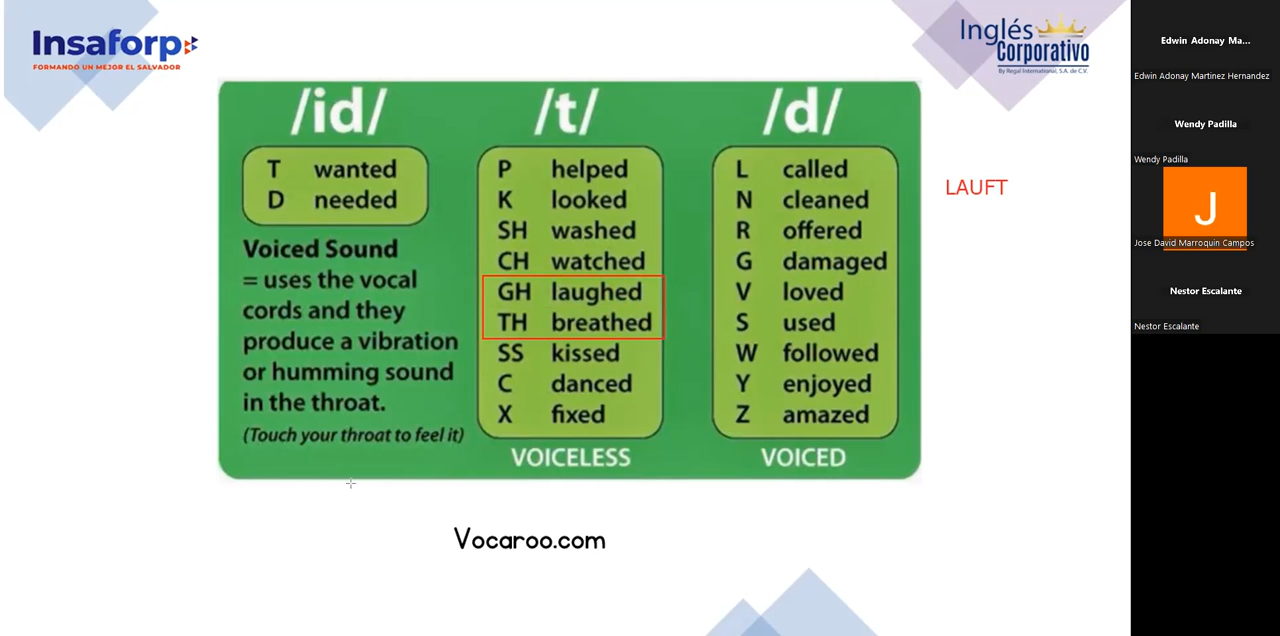 Insaforp
FORMANDO UN MEJOR EL SALVADOR
Inglés
Corporativo
By Regal International, S.A. de C.V.
/id/
T wanted
D needed
Voiced Sound
= uses the vocal
cords and they
produce a vibration
or humming sound
in the throat.
(Touch your throat to feel it)
/t/
P helped
K looked
SH washed
CH watched
GH laughed
TH breathed
SS kissed
C danced
X fixed
VOICELESS
/d/
L called
N cleaned
R offered
G damaged
V loved
S used
W followed
Y enjoyed
Z amazed
VOICED
LAUFT
Vocaroo.com
Edwin Adonay Ma...
Edwin Adonay Martinez Hernandez
Wendy Padilla
Wendy Padilla
J
Jose David Marroquin Campos
Nestor Escalante
Nestor Escalante